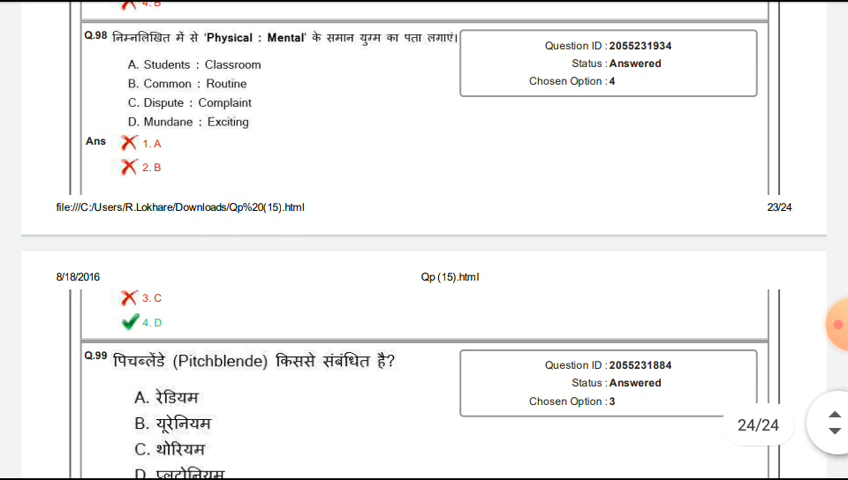 4. B
Q.98 निम्नलिखित में से 'Physical : Mental' के समान युग्म का पता लगाएं।
Question ID : 2055231934
Status : Answered
Chosen Option : 4
A. Students : Classroom
B. Common : Routine
C. Dispute : Complaint
D. Mundane : Exciting
Ans 1. A
2. B
file:///C:/Users/R.Lokhare/Downloads/Qp%20(15).html 23/24
8/18/2016 Qp (15).html
3. C
4. D
Q.99 पिचब्लेंडे (Pitchblende) किससे संबंधित है?
Question ID : 2055231884
Status : Answered
Chosen Option : 3
A. रेडियम
B. यूरेनियम
C. थोरियम
D. प्लूटोनियम
24/24